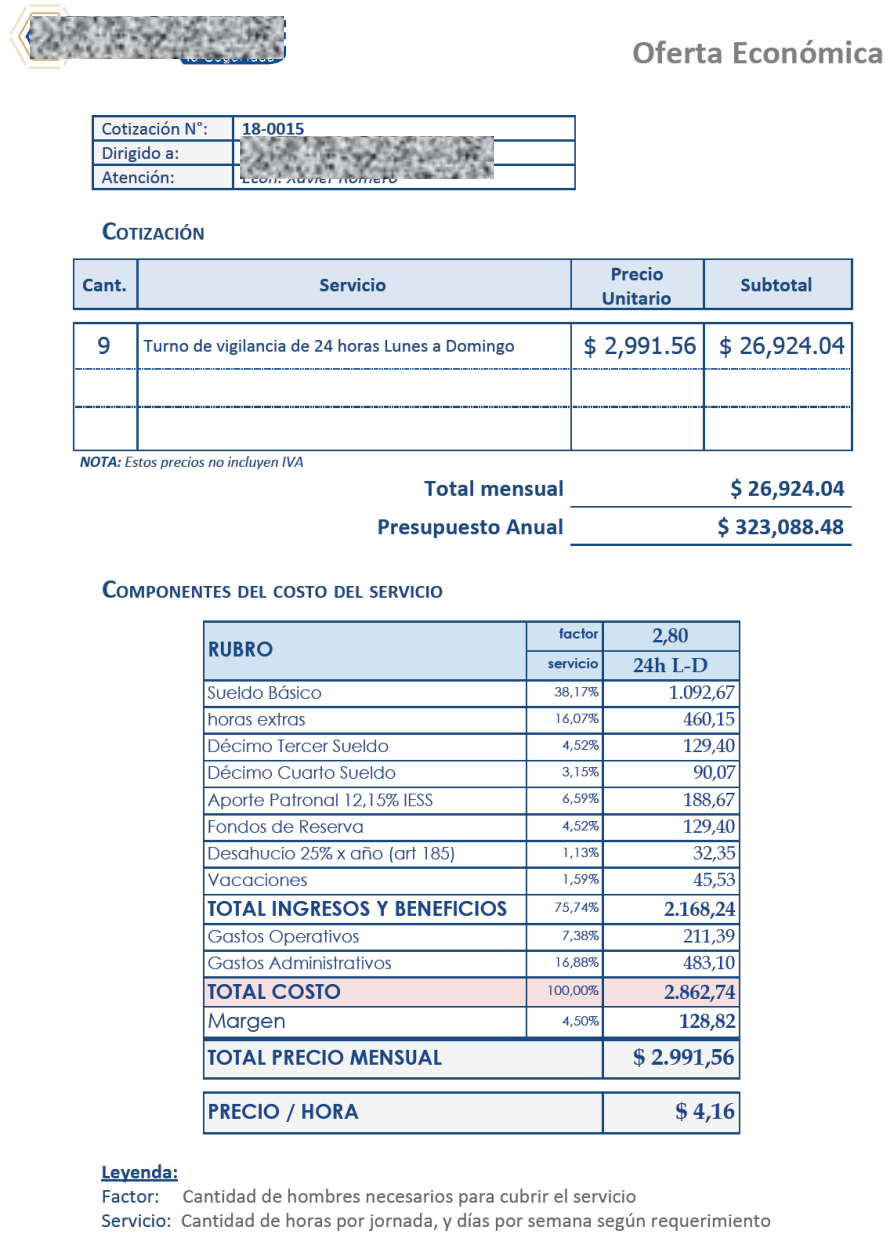 Oferta Económica
Cotización N°: 18-0015
Dirigido a:
Atención:
COTIZACIÓN
Cant. Servicio Precio Unitario Subtotal
9 Turno de vigilancia de 24 horas Lunes a Domingo $ 2,991.56 $ 26,924.04
NOTA: Estos precios no incluyen IVA
Total mensual $ 26,924.04
Presupuesto Anual $ 323,088.48
COMPONENTES DEL COSTO DEL SERVICIO
RUBRO factor 2,80
servicio 24h L-D
Sueldo Básico 38,17% 1.092,67
horas extras 16,07% 460,15
Décimo Tercer Sueldo 4,52% 129,40
Décimo Cuarto Sueldo 3,15% 90,07
Aporte Patronal 12,15% IESS 6,59% 188,67
Fondos de Reserva 4,52% 129,40
Desahucio 25% x año (art 185) 1,13% 32,35
Vacaciones 1,59% 45,53
TOTAL INGRESOS Y BENEFICIOS 75,74% 2.168,24
Gastos Operativos 7,38% 211,39
Gastos Administrativos 16,88% 483,10
TOTAL COSTO 100,00% 2.862,74
Margen 4,50% 128,82
TOTAL PRECIO MENSUAL $ 2.991,56
PRECIO / HORA $ 4,16
Leyenda:
Factor: Cantidad de hombres necesarios para cubrir el servicio
Servicio: Cantidad de horas por jornada, y días por semana según requerimiento